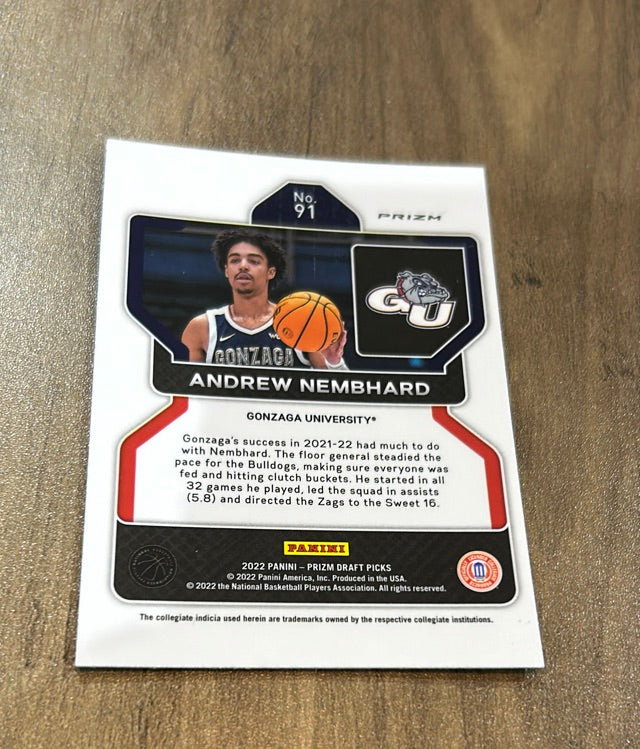 No.
91
PRIZM
GU
GONZAGA
ANDREW NEMBHARD
GONZAGA UNIVERSITY®
Gonzaga's success in 2021-22 had much to do
with Nembhard. The floor general steadied the
pace for the Bulldogs, making sure everyone was
fed and hitting clutch buckets. He started in all
32 games he played, led the squad in assists
(5.8) and directed the Zags to the Sweet 16.
PANINI
2022 PANINI – PRIZM DRAFT PICKS
© 2022 Panini America, Inc. Produced in the USA.
© 2022 the National Basketball Players Association. All rights reserved.
The collegiate indicia used herein are trademarks owned by the respective collegiate institutions.